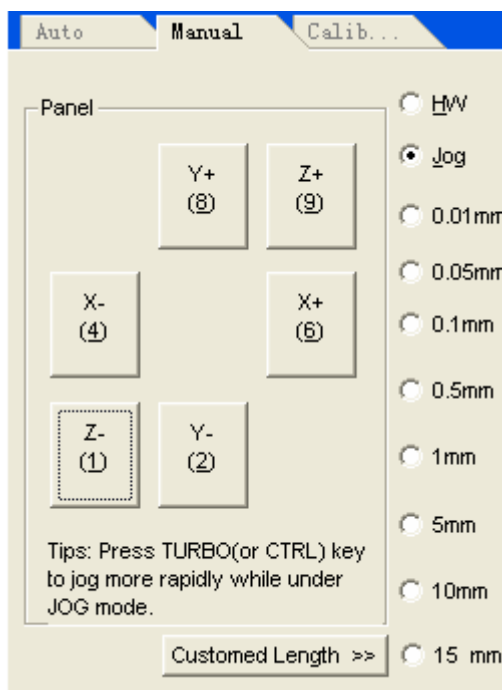 Auto Manual Calib...
Panel
HW
Jog
Y+ Z+
(8) (9)
0.01mm
0.05mm
X- X+
(4) (6)
0.1mm
0.5mm
Z- Y-
(1) (2)
1mm
5mm
Tips: Press TURBO(or CTRL) key
to jog more rapidly while under
JOG mode.
10mm
Customed Length >>
15 mm